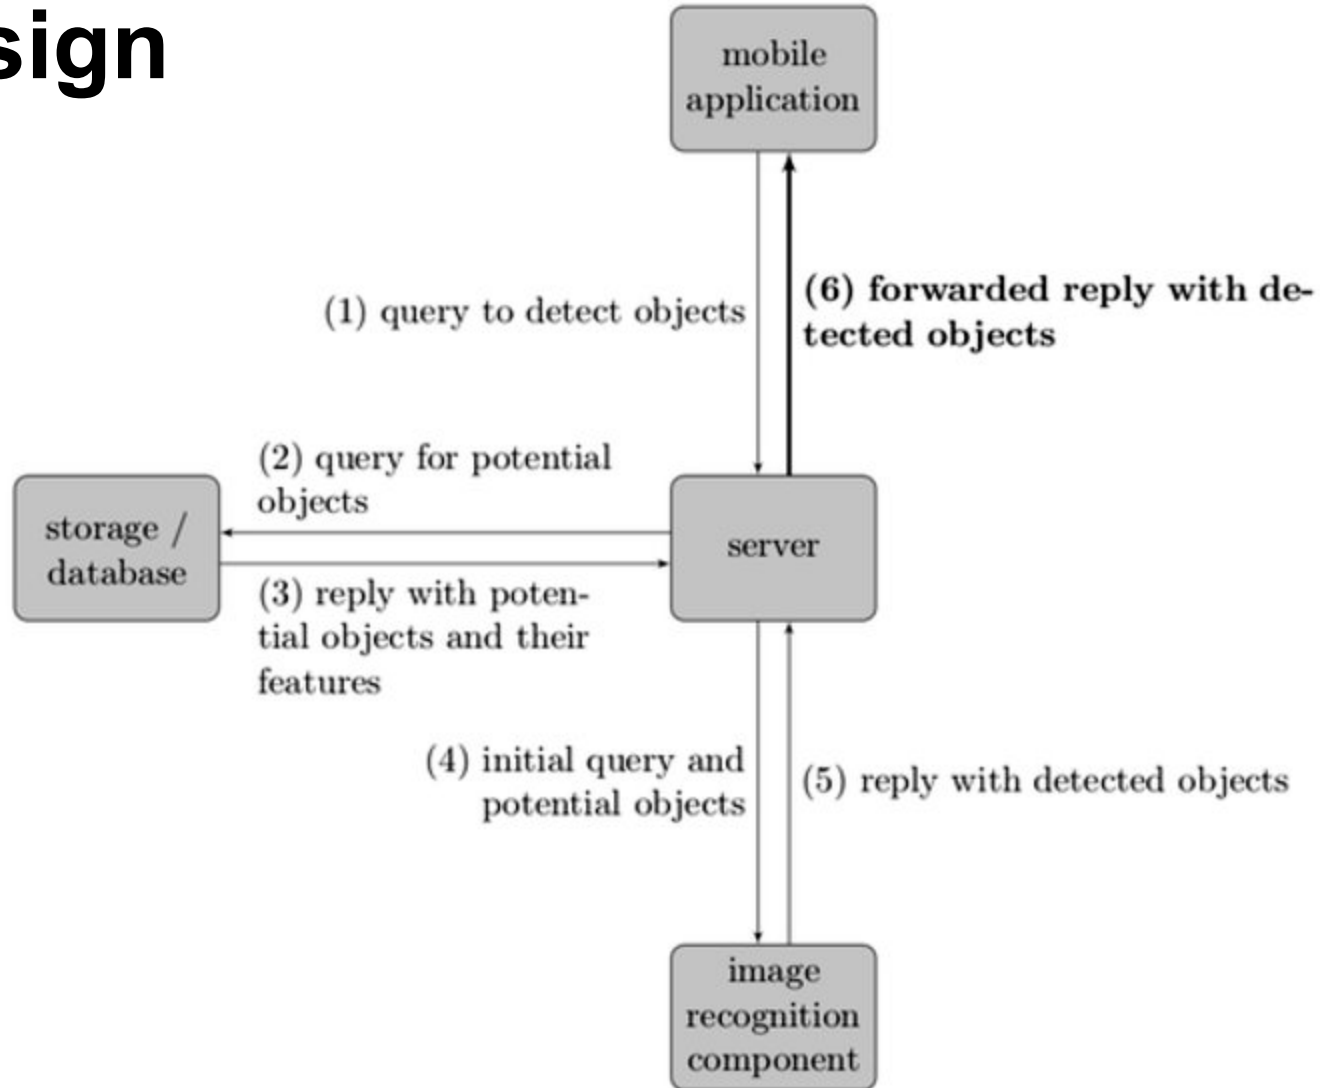 sign
mobile
application
(1) query to detect objects
(6) forwarded reply with de-
tected objects
(2) query for potential
objects
storage /
database
server
(3) reply with poten-
tial objects and their
features
(4) initial query and
potential objects
(5) reply with detected objects
image
recognition
component